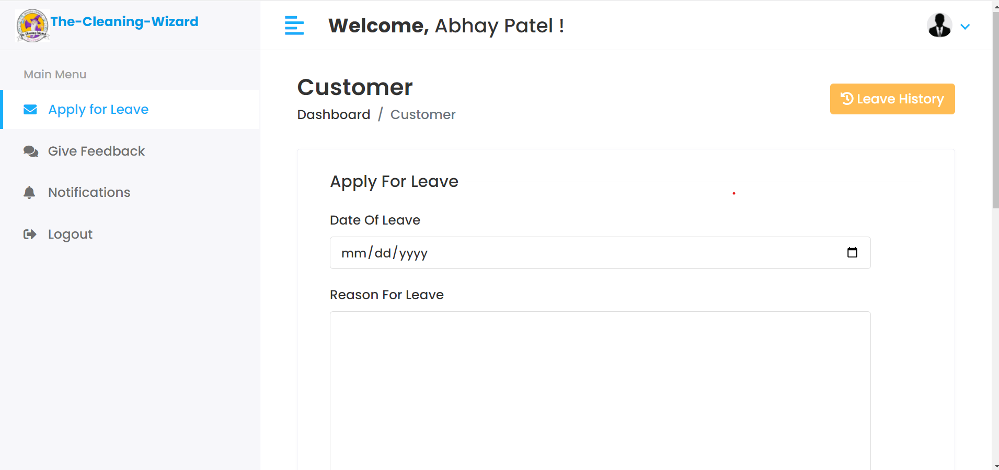 The-Cleaning-Wizard
Welcome, Abhay Patel !
Main Menu
Apply for Leave
Give Feedback
Notifications
Logout
Customer
Dashboard / Customer
Leave History
Apply For Leave
Date Of Leave
mm/dd/yyyy
Reason For Leave